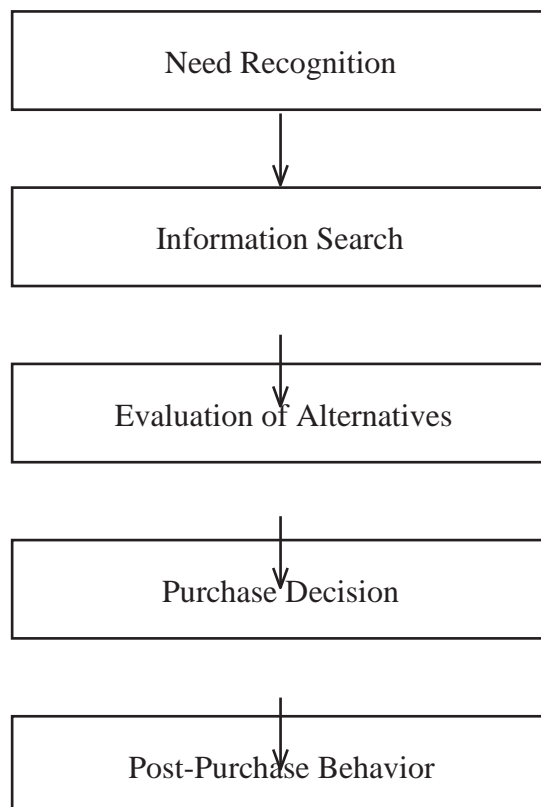 Need Recognition
Information Search
Evaluation of Alternatives
Purchase Decision
Post-Purchase Behavior